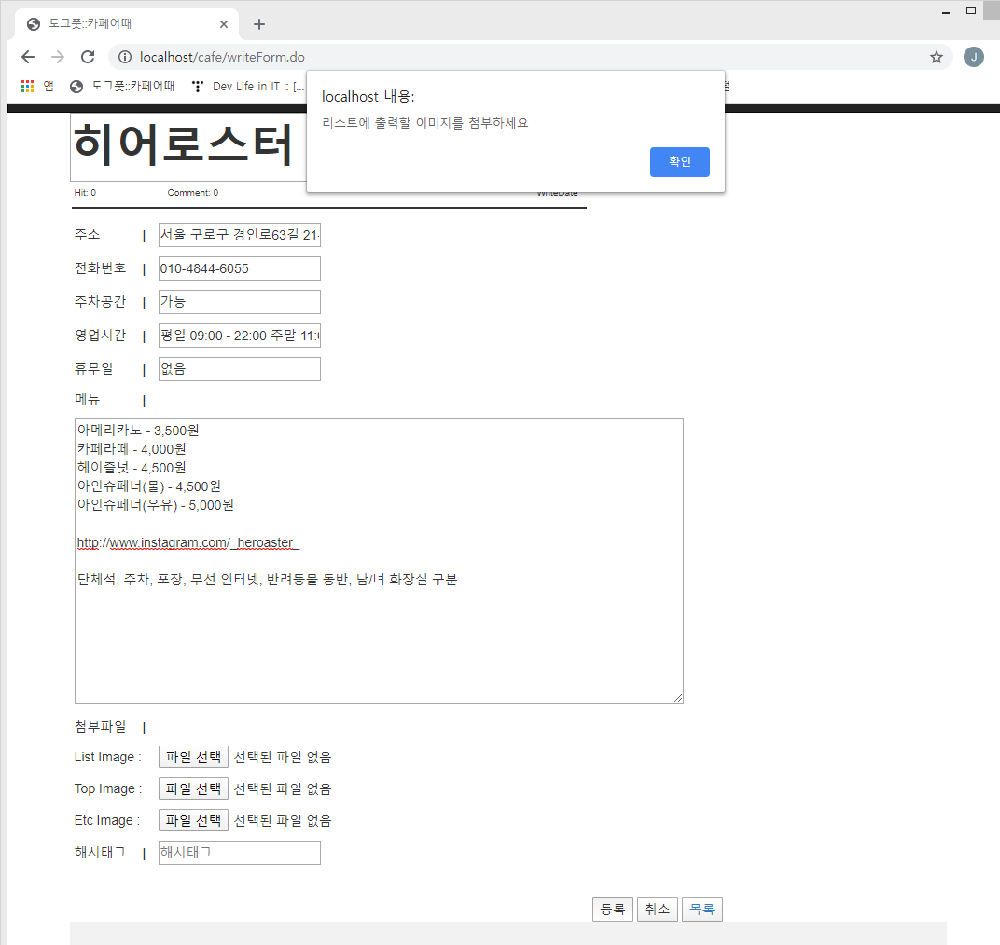 도그풋::카페어때
localhost/cafe/writeForm.do
J
앱 도그풋::카페어때 Dev Life in IT :: [...
localhost 내용:
리스트에 출력할 이미지를 첨부하세요
확인
히어로스터
Hit: 0 Comment: 0 WriteDate
주소 | 서울 구로구 경인로63길 21-
전화번호 | 010-4844-6055
주차공간 | 가능
영업시간 | 평일 09:00 - 22:00 주말 11:0
휴무일 | 없음
메뉴 |
아메리카노 - 3,500원
카페라떼 - 4,000원
헤이즐넛 - 4,500원
아인슈페너(물) - 4,500원
아인슈페너(우유) - 5,000원
http://www.instagram.com/_heroaster_
단체석, 주차, 포장, 무선 인터넷, 반려동물 동반, 남/녀 화장실 구분
첨부파일 |
List Image : 파일 선택 선택된 파일 없음
Top Image : 파일 선택 선택된 파일 없음
Etc Image : 파일 선택 선택된 파일 없음
해시태그 | 해시태그
등록 취소 목록